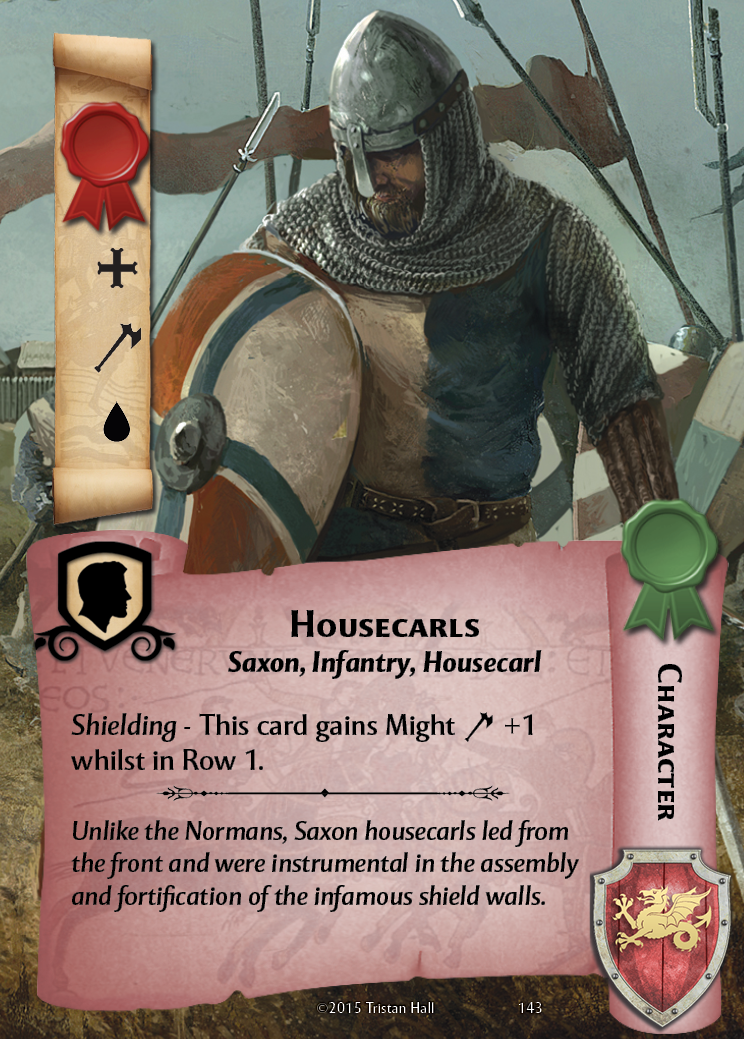 Housecarls
Saxon, Infantry, Housecarl
Shielding - This card gains Might +1
whilst in Row 1.
Unlike the Normans, Saxon housecarls led from
the front and were instrumental in the assembly
and fortification of the infamous shield walls.
Character
©2015 Tristan Hall
143